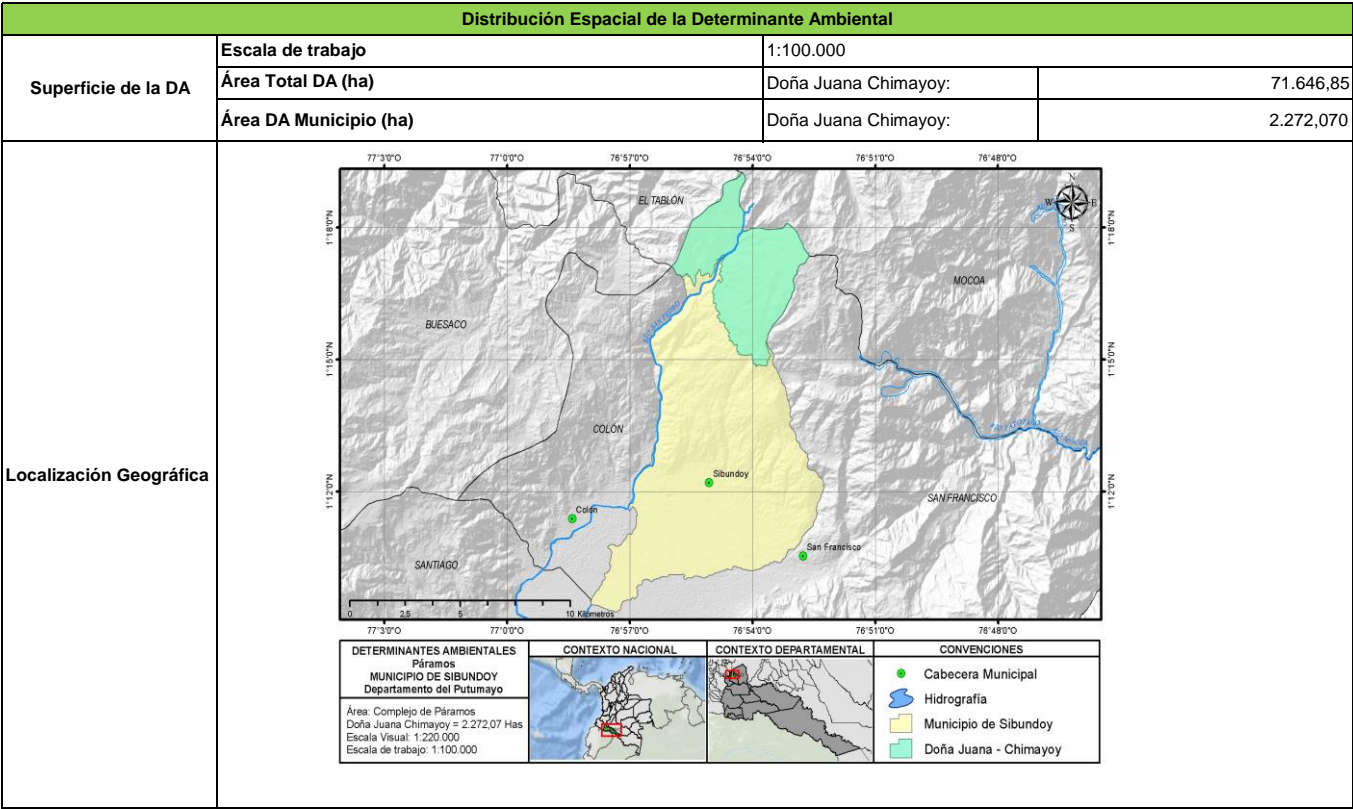 Distribución Espacial de la Determinante Ambiental
Superficie de la DA
Escala de trabajo
1:100.000
Área Total DA (ha)
Doña Juana Chimayoy:
71.646,85
Área DA Municipio (ha)
Doña Juana Chimayoy:
2.272,070
Localización Geográfica
77°3'0"O
77°0'0"O
76°57'0"O
76°54'0"O
76°51'0"O
76°48'0"O
N
W
E
S
EL TABLÓN
1°18'0"N
1°18'0"N
MOCOA
BUESACO
1°15'0"N
1°15'0"N
COLÓN
Sibundoy
1°12'0"N
1°12'0"N
SAN FRANCISCO
Colón
San Francisco
SANTIAGO
0
2,5
5
10 Kilometros
77°3'0"O
77°0'0"O
76°57'0"O
76°54'0"O
76°51'0"O
76°48'0"O
DETERMINANTES AMBIENTALES
Páramos
MUNICIPIO DE SIBUNDOY
Departamento del Putumayo
Área: Complejo de Páramos
Doña Juana Chimayoy = 2.272,07 Has
Escala Visual: 1:220.000
Escala de trabajo: 1:100.000
CONTEXTO NACIONAL
CONTEXTO DEPARTAMENTAL
CONVENCIONES
Cabecera Municipal
Hidrografía
Municipio de Sibundoy
Doña Juana - Chimayoy